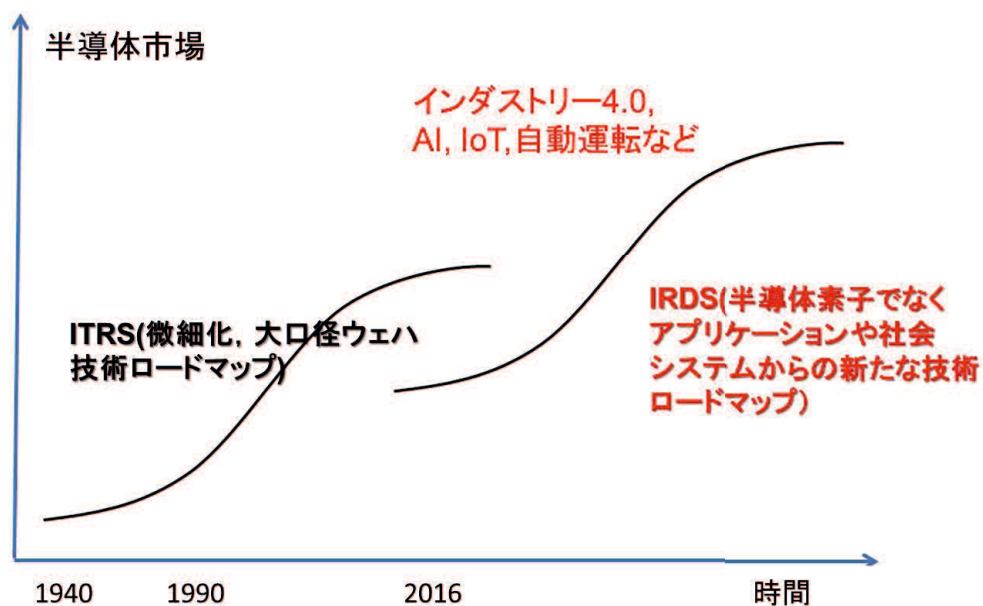 半導体市場
インダストリー4.0,
AI, IoT,自動運転など
ITRS(微細化，大口径ウェハ
技術ロードマップ)
IRDS(半導体素子でなく
アプリケーションや社会
システムからの新たな技術
ロードマップ）
1940
1990
2016
時間